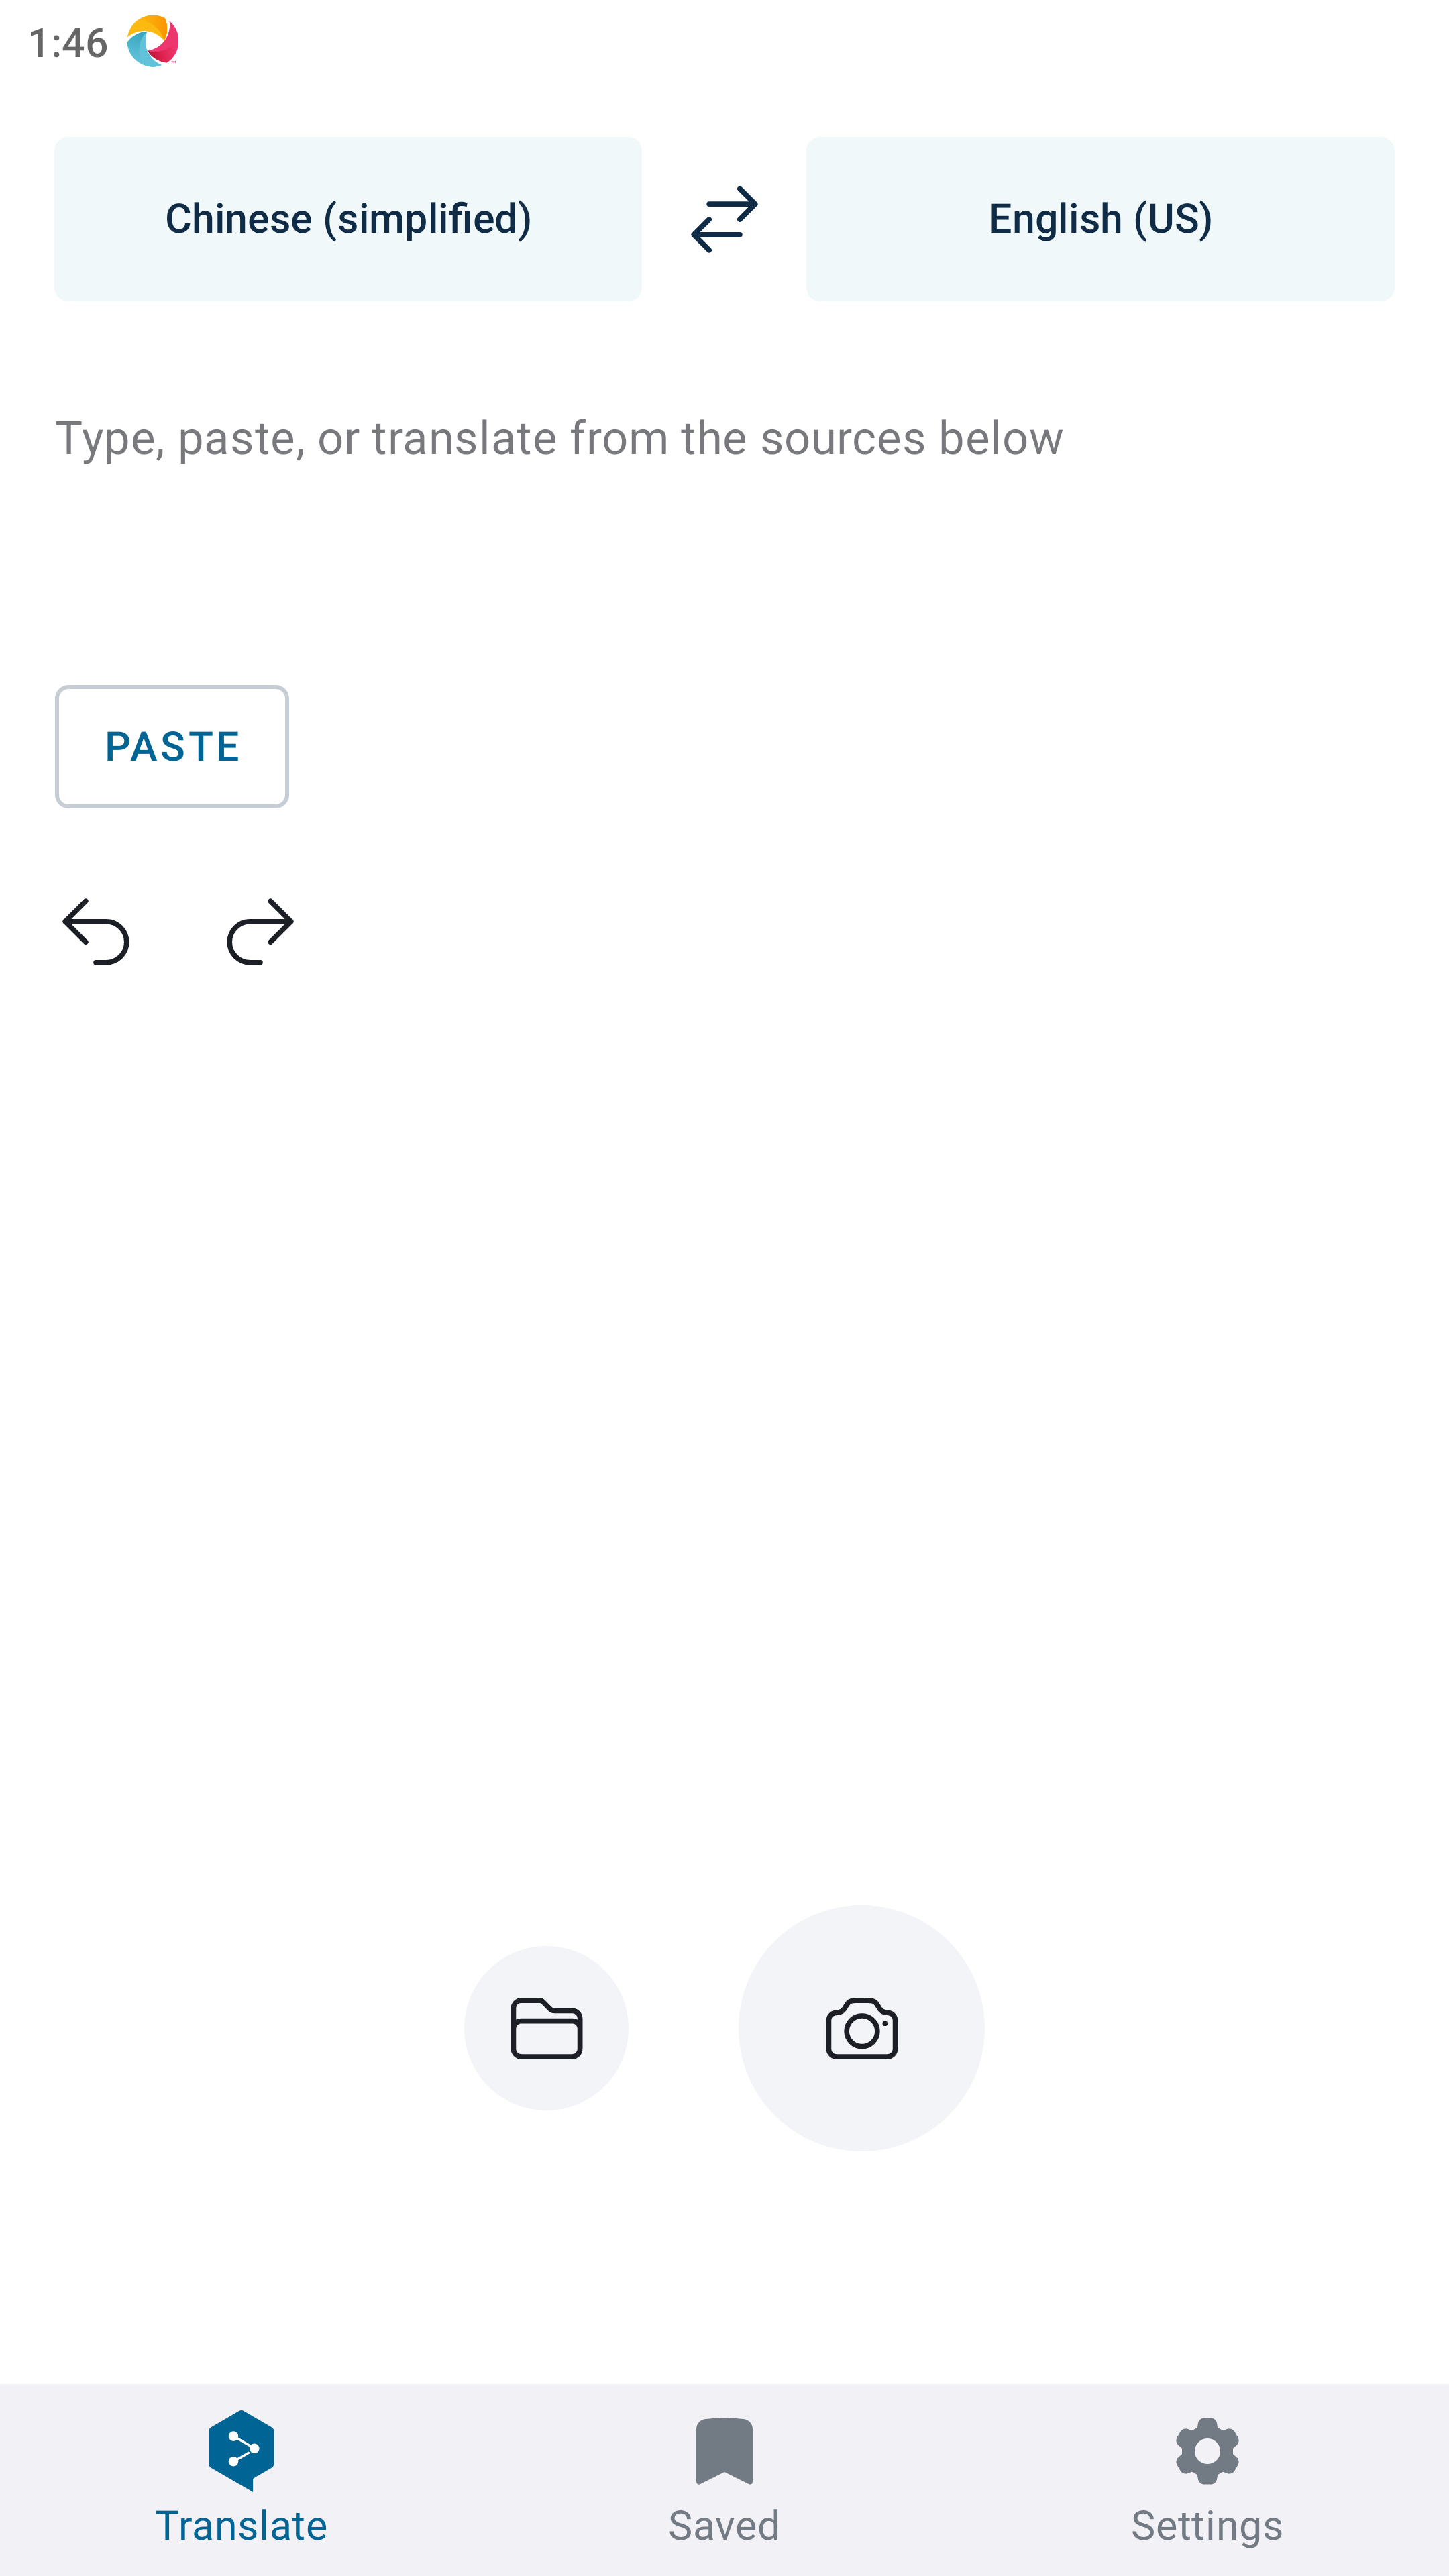 1:46
Chinese (simplified)
English (US)
Type, paste, or translate from the sources below
PASTE
Translate
Saved
Settings